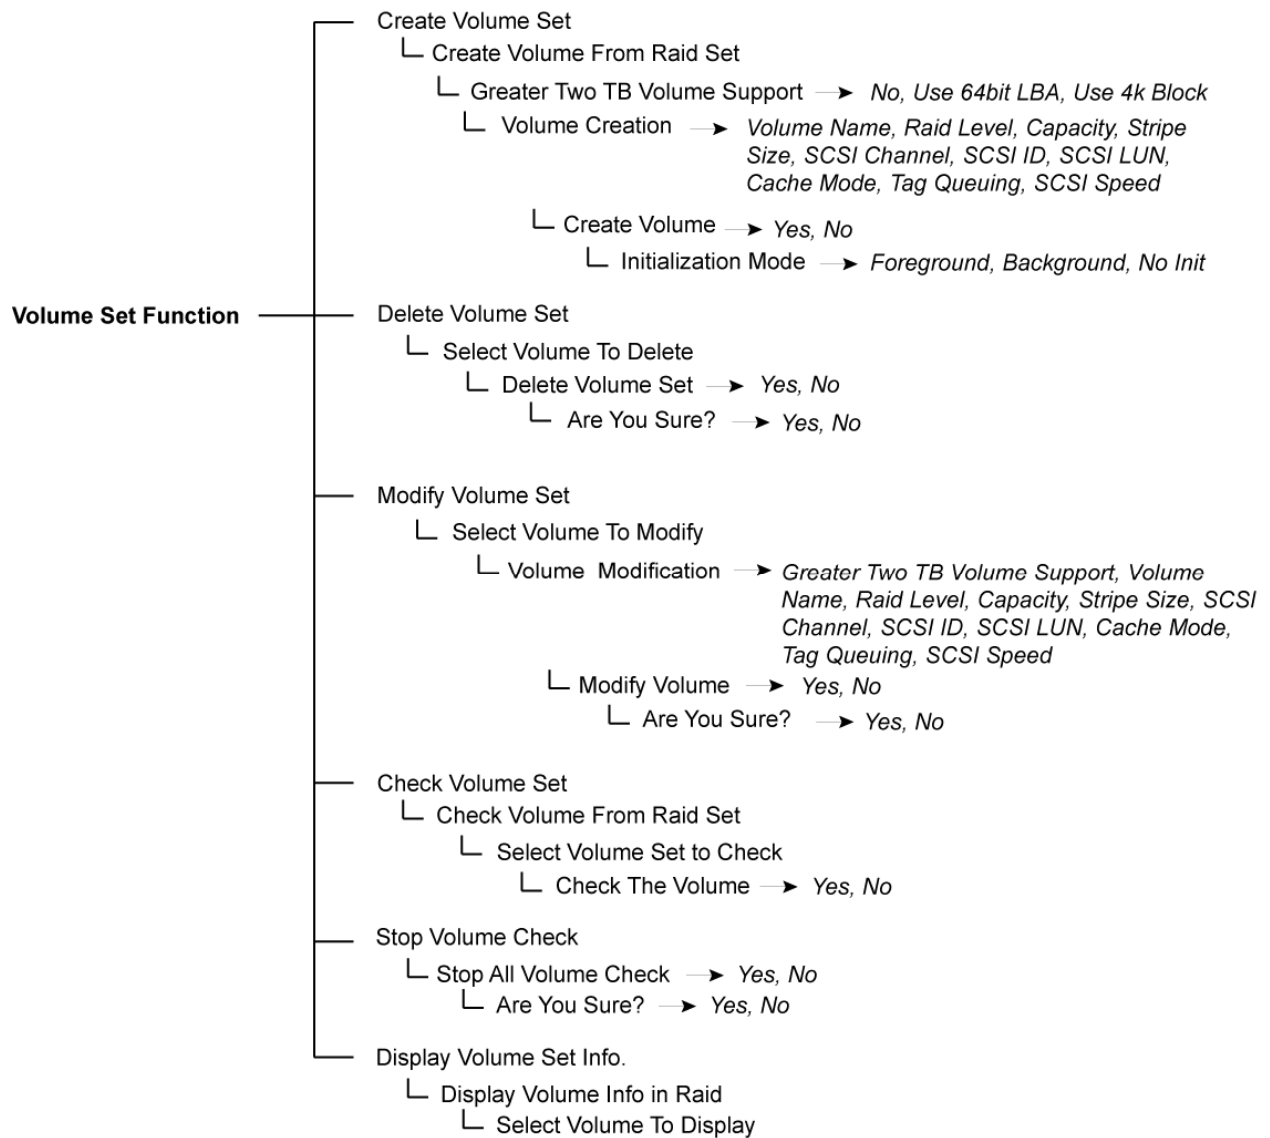 Create Volume Set
Create Volume From Raid Set
Greater Two TB Volume Support No, Use 64bit LBA, Use 4k Block
Volume Creation Volume Name, Raid Level, Capacity, Stripe
Size, SCSI Channel, SCSI ID, SCSI LUN,
Cache Mode, Tag Queuing, SCSI Speed
Create Volume Yes, No
Initialization Mode Foreground, Background, No Init
Volume Set Function Delete Volume Set
Select Volume To Delete
Delete Volume Set Yes, No
Are You Sure? Yes, No
Modify Volume Set
Select Volume To Modify
Volume Modification Greater Two TB Volume Support, Volume
Name, Raid Level, Capacity, Stripe Size, SCSI
Channel, SCSI ID, SCSI LUN, Cache Mode,
Tag Queuing, SCSI Speed
Modify Volume Yes, No
Are You Sure? Yes, No
Check Volume Set
Check Volume From Raid Set
Select Volume Set to Check
Check The Volume Yes, No
Stop Volume Check
Stop All Volume Check Yes, No
Are You Sure? Yes, No
Display Volume Set Info.
Display Volume Info in Raid
Select Volume To Display